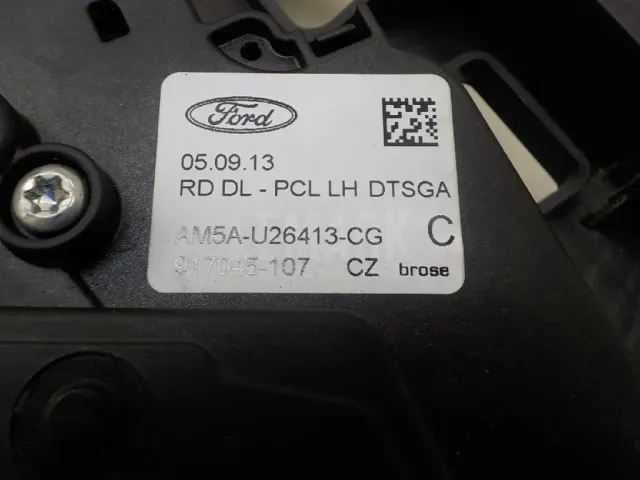 Ford
05.09.13
RD DL - PCL LH DTSGA
AM5A-U26413-CG C
917045-107 CZ brose